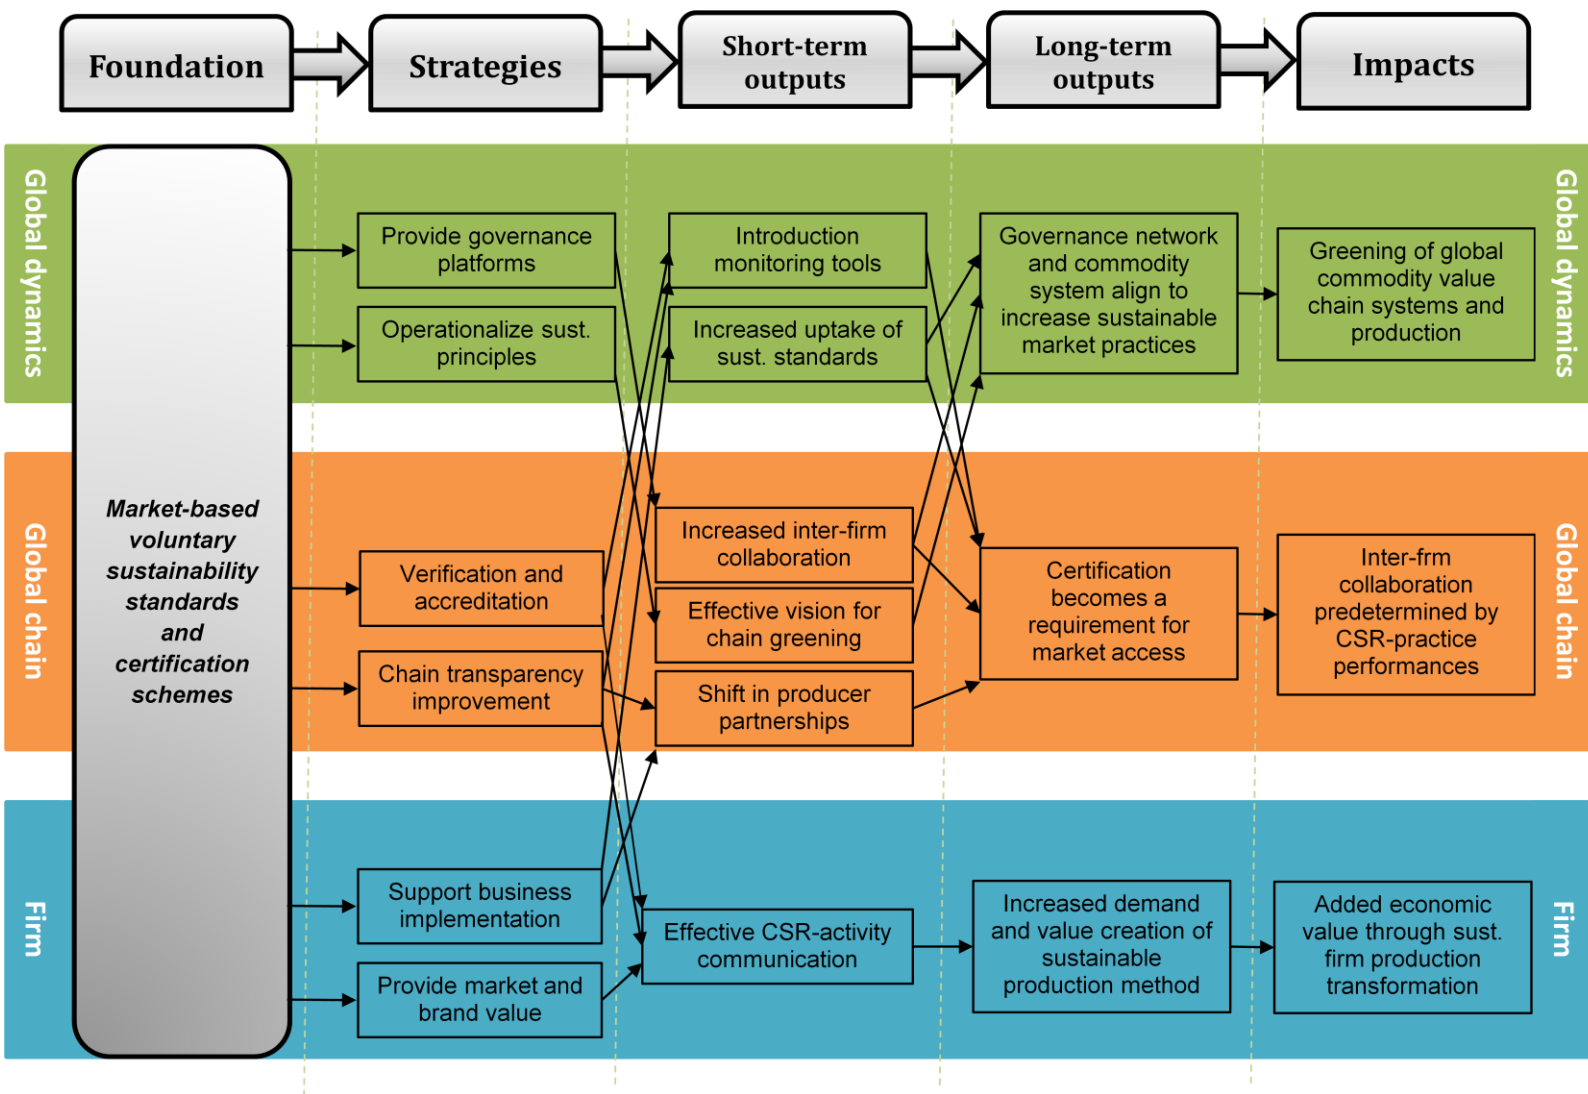 Foundation
Strategies
Short-term
outputs
Long-term
outputs
Impacts
Global dynamics
Global dynamics
Provide governance
platforms
Operationalize sust.
principles
Introduction
monitoring tools
Increased uptake of
sust. standards
Governance network
and commodity
system align to
increase sustainable
market practices
Greening of global
commodity value
chain systems and
production
Market-based
voluntary
sustainability
standards
and
certification
schemes
Global chain
Global chain
Verification and
accreditation
Chain transparency
improvement
Increased inter-firm
collaboration
Effective vision for
chain greening
Shift in producer
partnerships
Certification
becomes a
requirement for
market access
Inter-frm
collaboration
predetermined by
CSR-practice
performances
Firm
Firm
Support business
implementation
Provide market and
brand value
Effective CSR-activity
communication
Increased demand
and value creation of
sustainable
production method
Added economic
value through sust.
firm production
transformation